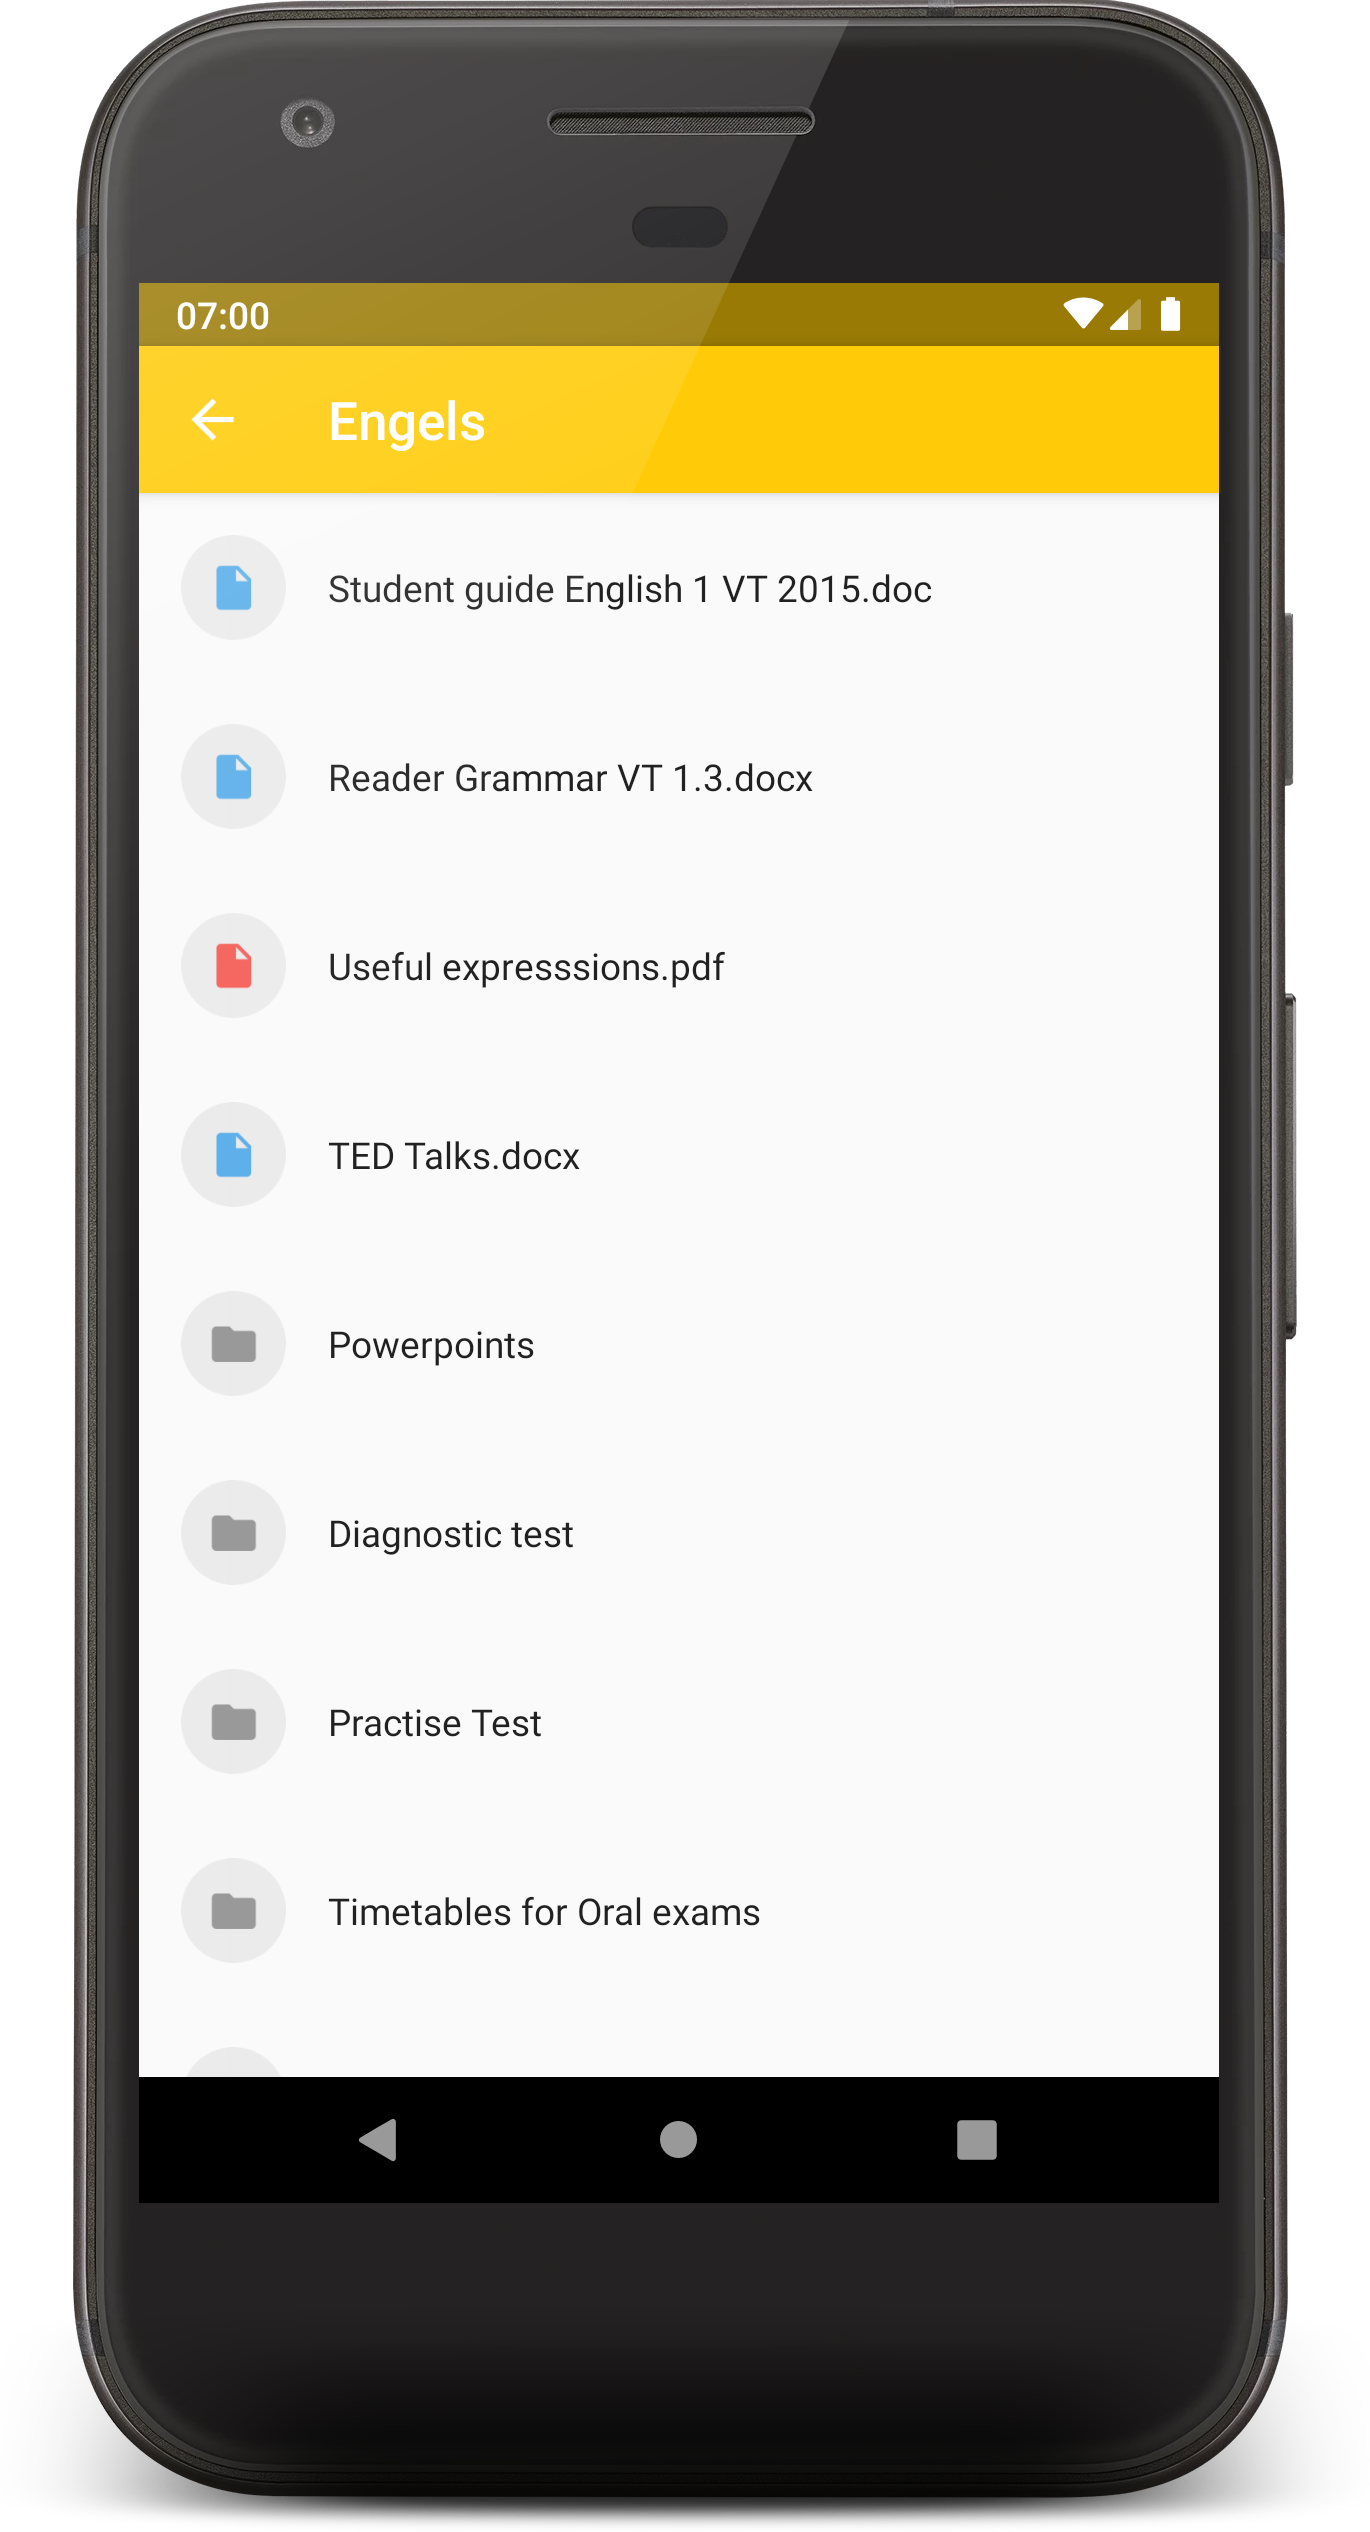 07:00
Engels
Student guide English 1 VT 2015.doc
Reader Grammar VT 1.3.docx
Useful expresssions.pdf
TED Talks.docx
Powerpoints
Diagnostic test
Practise Test
Timetables for Oral exams